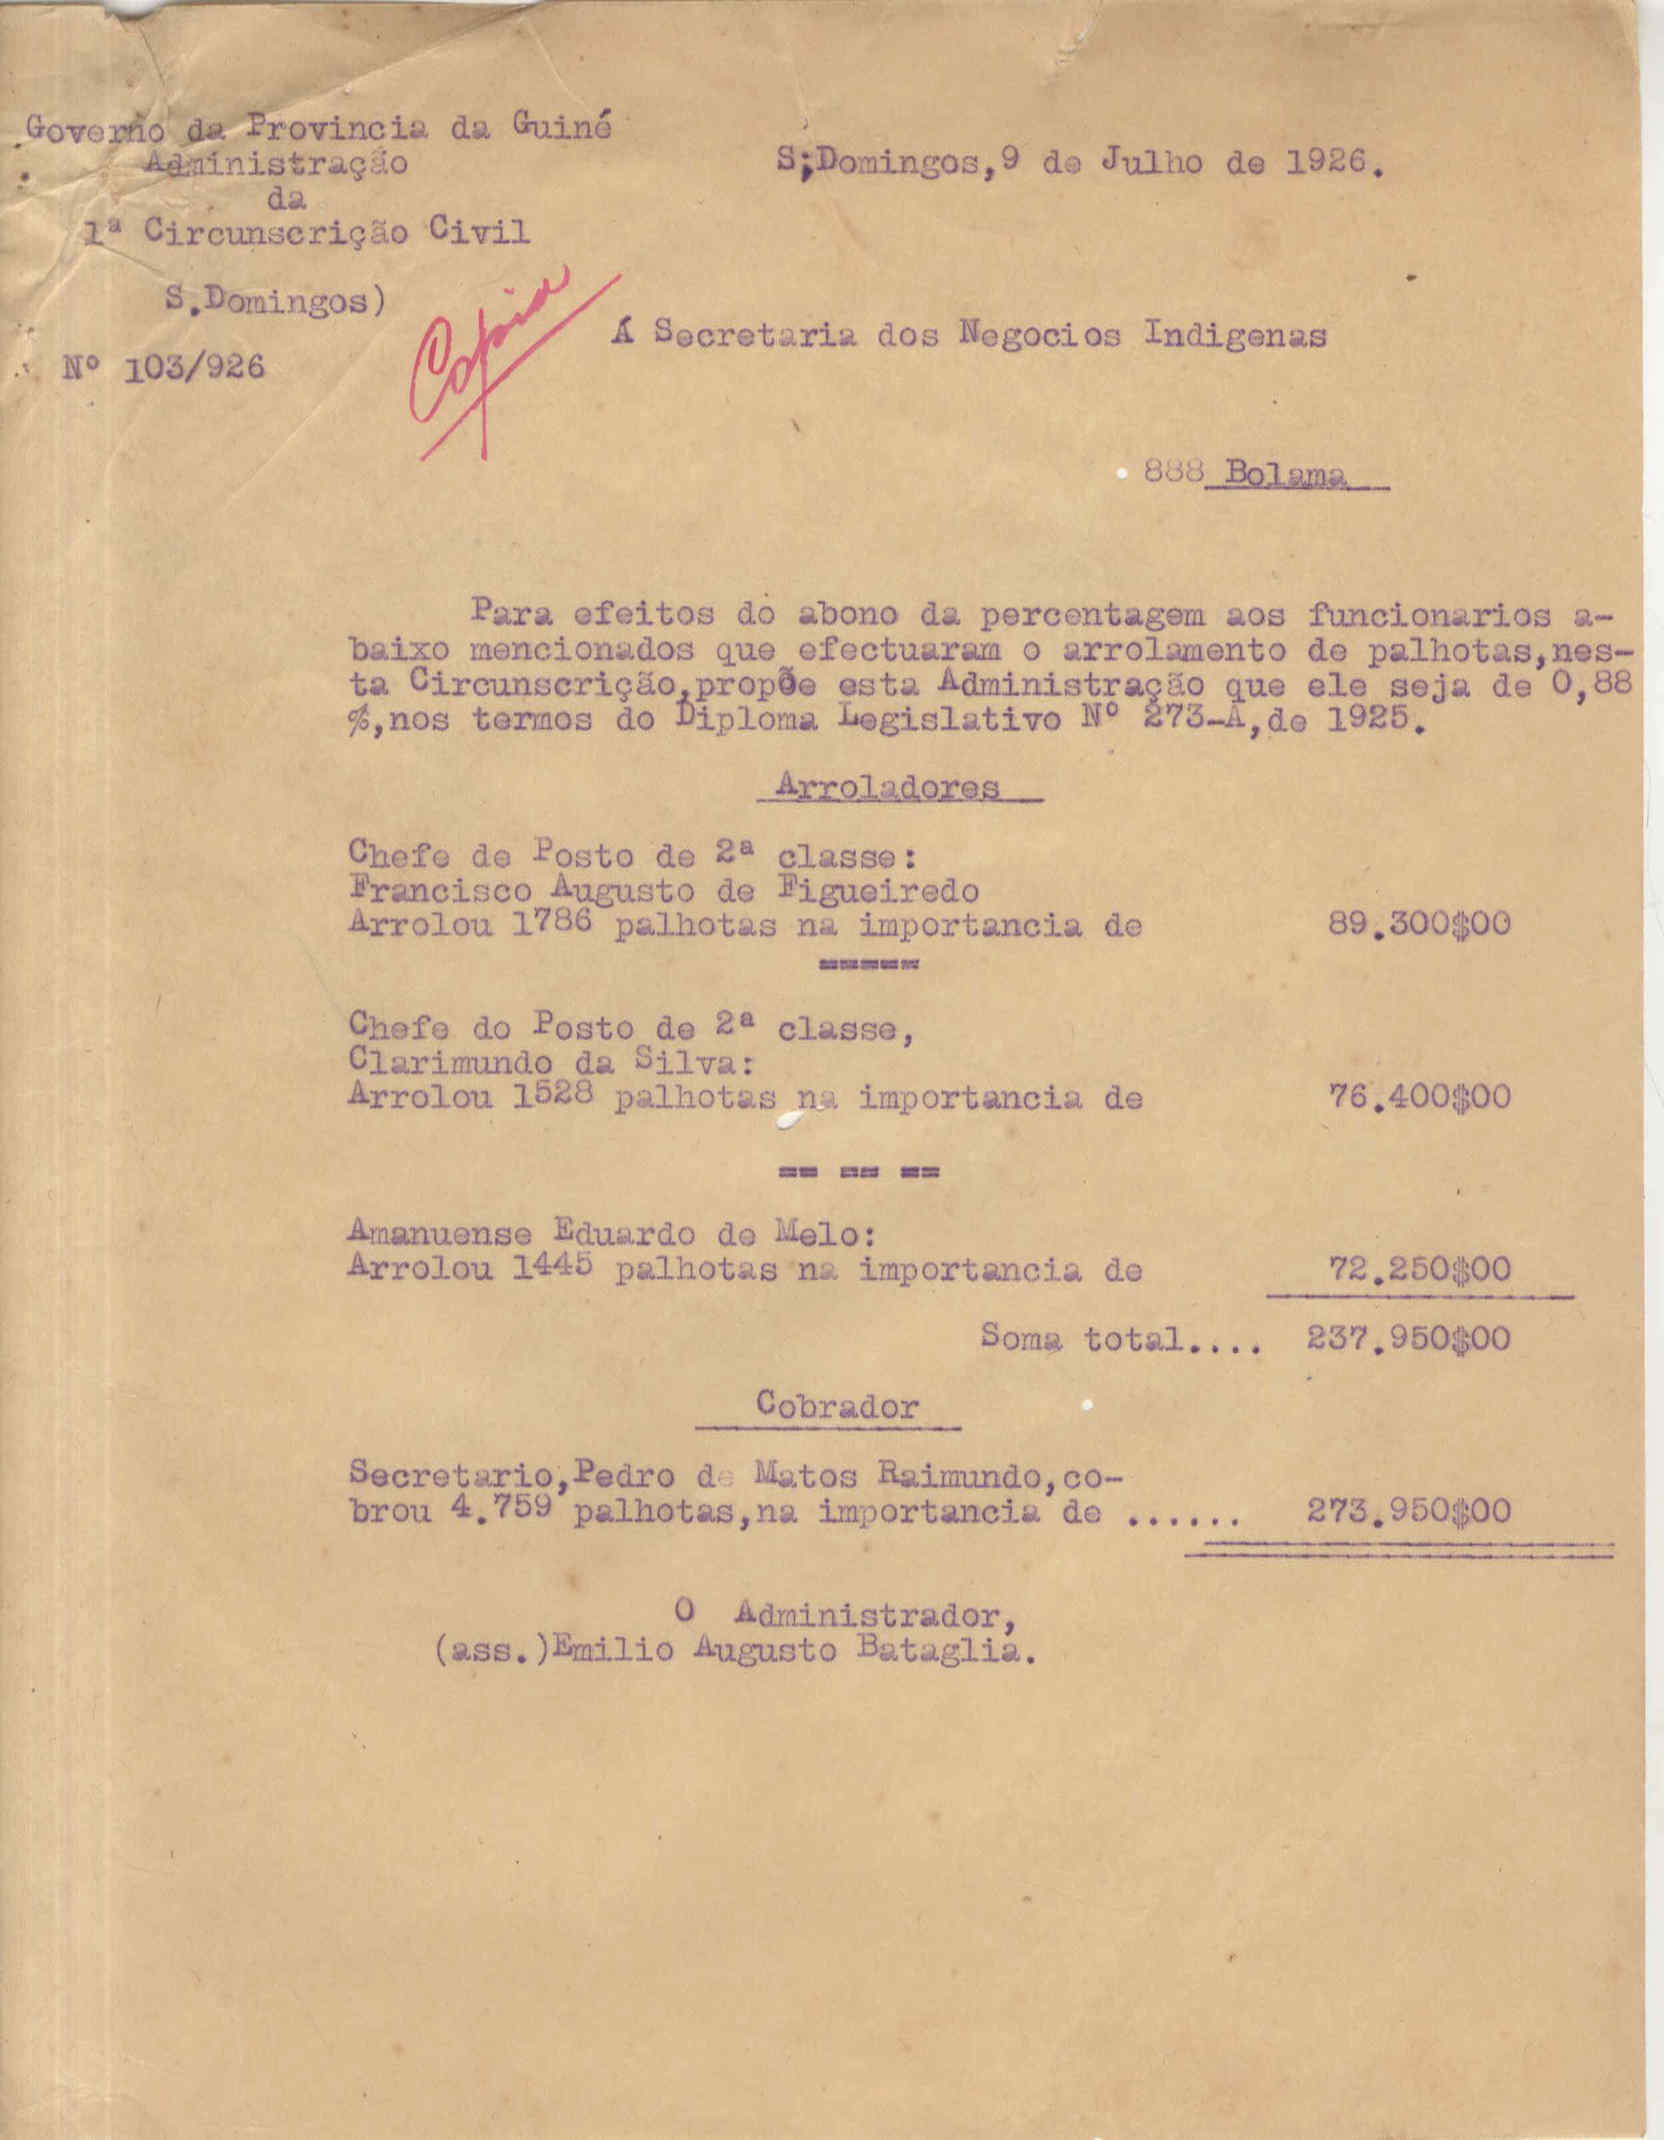 Governo da Provincia da Guiné
Administração
da
1ª Circunscrição Civil
S.Domingos)
Nº 103/926
Copia
S;Domingos,9 de Julho de 1926.
Á Secretaria dos Negocios Indigenas
888 Bolama
Para efeitos do abono da percentagem aos funcionarios a-
baixo mencionados que efectuaram o arrolamento de palhotas,nes-
ta Circunscrição,propõe esta Administração que ele seja de 0,88
%,nos termos do Diploma Legislativo Nº 273-A,de 1925.
Arroladores
Chefe de Posto de 2ª classe:
Francisco Augusto de Figueiredo
Arrolou 1786 palhotas na importancia de 89.300$00
=====
Chefe do Posto de 2ª classe,
Clarimundo da Silva:
Arrolou 1528 palhotas na importancia de 76.400$00
== == ==
Amanuense Eduardo de Melo:
Arrolou 1445 palhotas na importancia de 72.250$00
Soma total.... 237.950$00
Cobrador
Secretario,Pedro de Matos Raimundo,co-
brou 4.759 palhotas,na importancia de ...... 273.950$00
O Administrador,
(ass.)Emilio Augusto Bataglia.